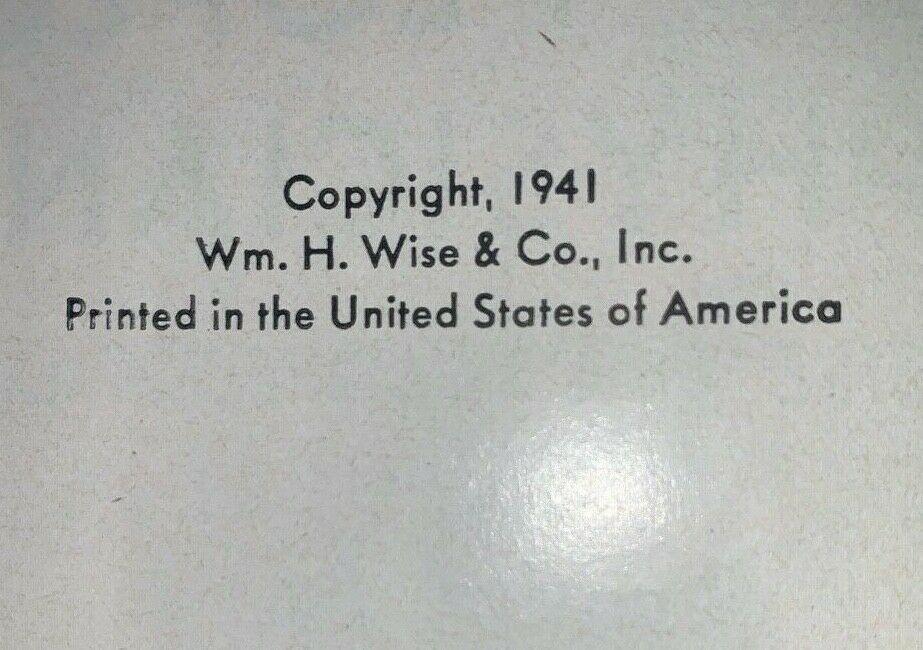 Copyright, 1941
Wm. H. Wise & Co., Inc.
Printed in the United States of America